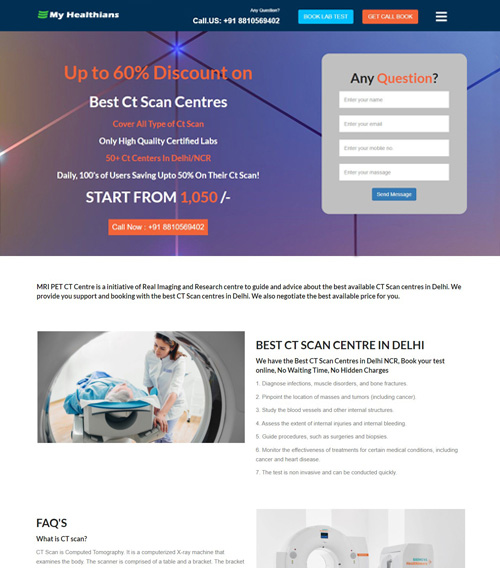 My Healthians
Any Question?
Call.US: +91 8810569402
BOOK LAB TEST
GET CALL BOOK
Up to 60% Discount on
Best Ct Scan Centres
Cover All Type of Ct Scan
Only High Quality Certified Labs
50+ Ct Centers In Delhi/NCR
Daily, 100's of Users Saving Upto 50% On Their Ct Scan!
START FROM 1,050 /-
Call Now : +91 8810569402
Any Question?
Enter your name
Enter your email
Enter your mobile no.
Enter your massage
Send Message
MRI PET CT Centre is a initiative of Real Imaging and Research centre to guide and advice about the best available CT Scan centres in Delhi. We
provide you support and booking with the best CT Scan centres in Delhi. We also negotiate the best available price for you.
BEST CT SCAN CENTRE IN DELHI
We have the Best CT Scan Centres in Delhi NCR, Book your test
online, No Waiting Time, No Hidden Charges
1. Diagnose infections, muscle disorders, and bone fractures.
2. Pinpoint the location of masses and tumors (including cancer).
3. Study the blood vessels and other internal structures.
4. Assess the extent of internal injuries and internal bleeding.
5. Guide procedures, such as surgeries and biopsies.
6. Monitor the effectiveness of treatments for certain medical conditions, including
cancer and heart disease.
7. The test is non invasive and can be conducted quickly.
FAQ'S
What is CT scan?
CT Scan is Computed Tomography. It is a computerized X-ray machine that
examines the body. The scanner is comprised of a table and a bracket. The bracket